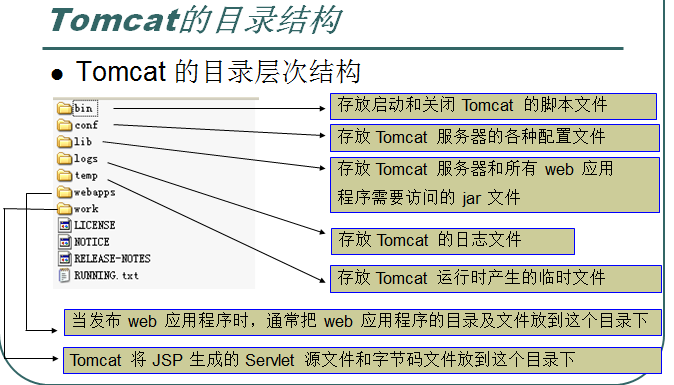 Tomcat的目录结构
● Tomcat 的目录层次结构
bin
conf
lib
logs
temp
webapps
work
LICENSE
NOTICE
RELEASE-NOTES
RUNNING.txt
存放启动和关闭 Tomcat 的脚本文件
存放 Tomcat 服务器的各种配置文件
存放 Tomcat 服务器和所有 web 应用
程序需要访问的 jar 文件
存放 Tomcat 的日志文件
存放 Tomcat 运行时产生的临时文件
当发布 web 应用程序时，通常把 web 应用程序的目录及文件放到这个目录下
Tomcat 将 JSP 生成的 Servlet 源文件和字节码文件放到这个目录下